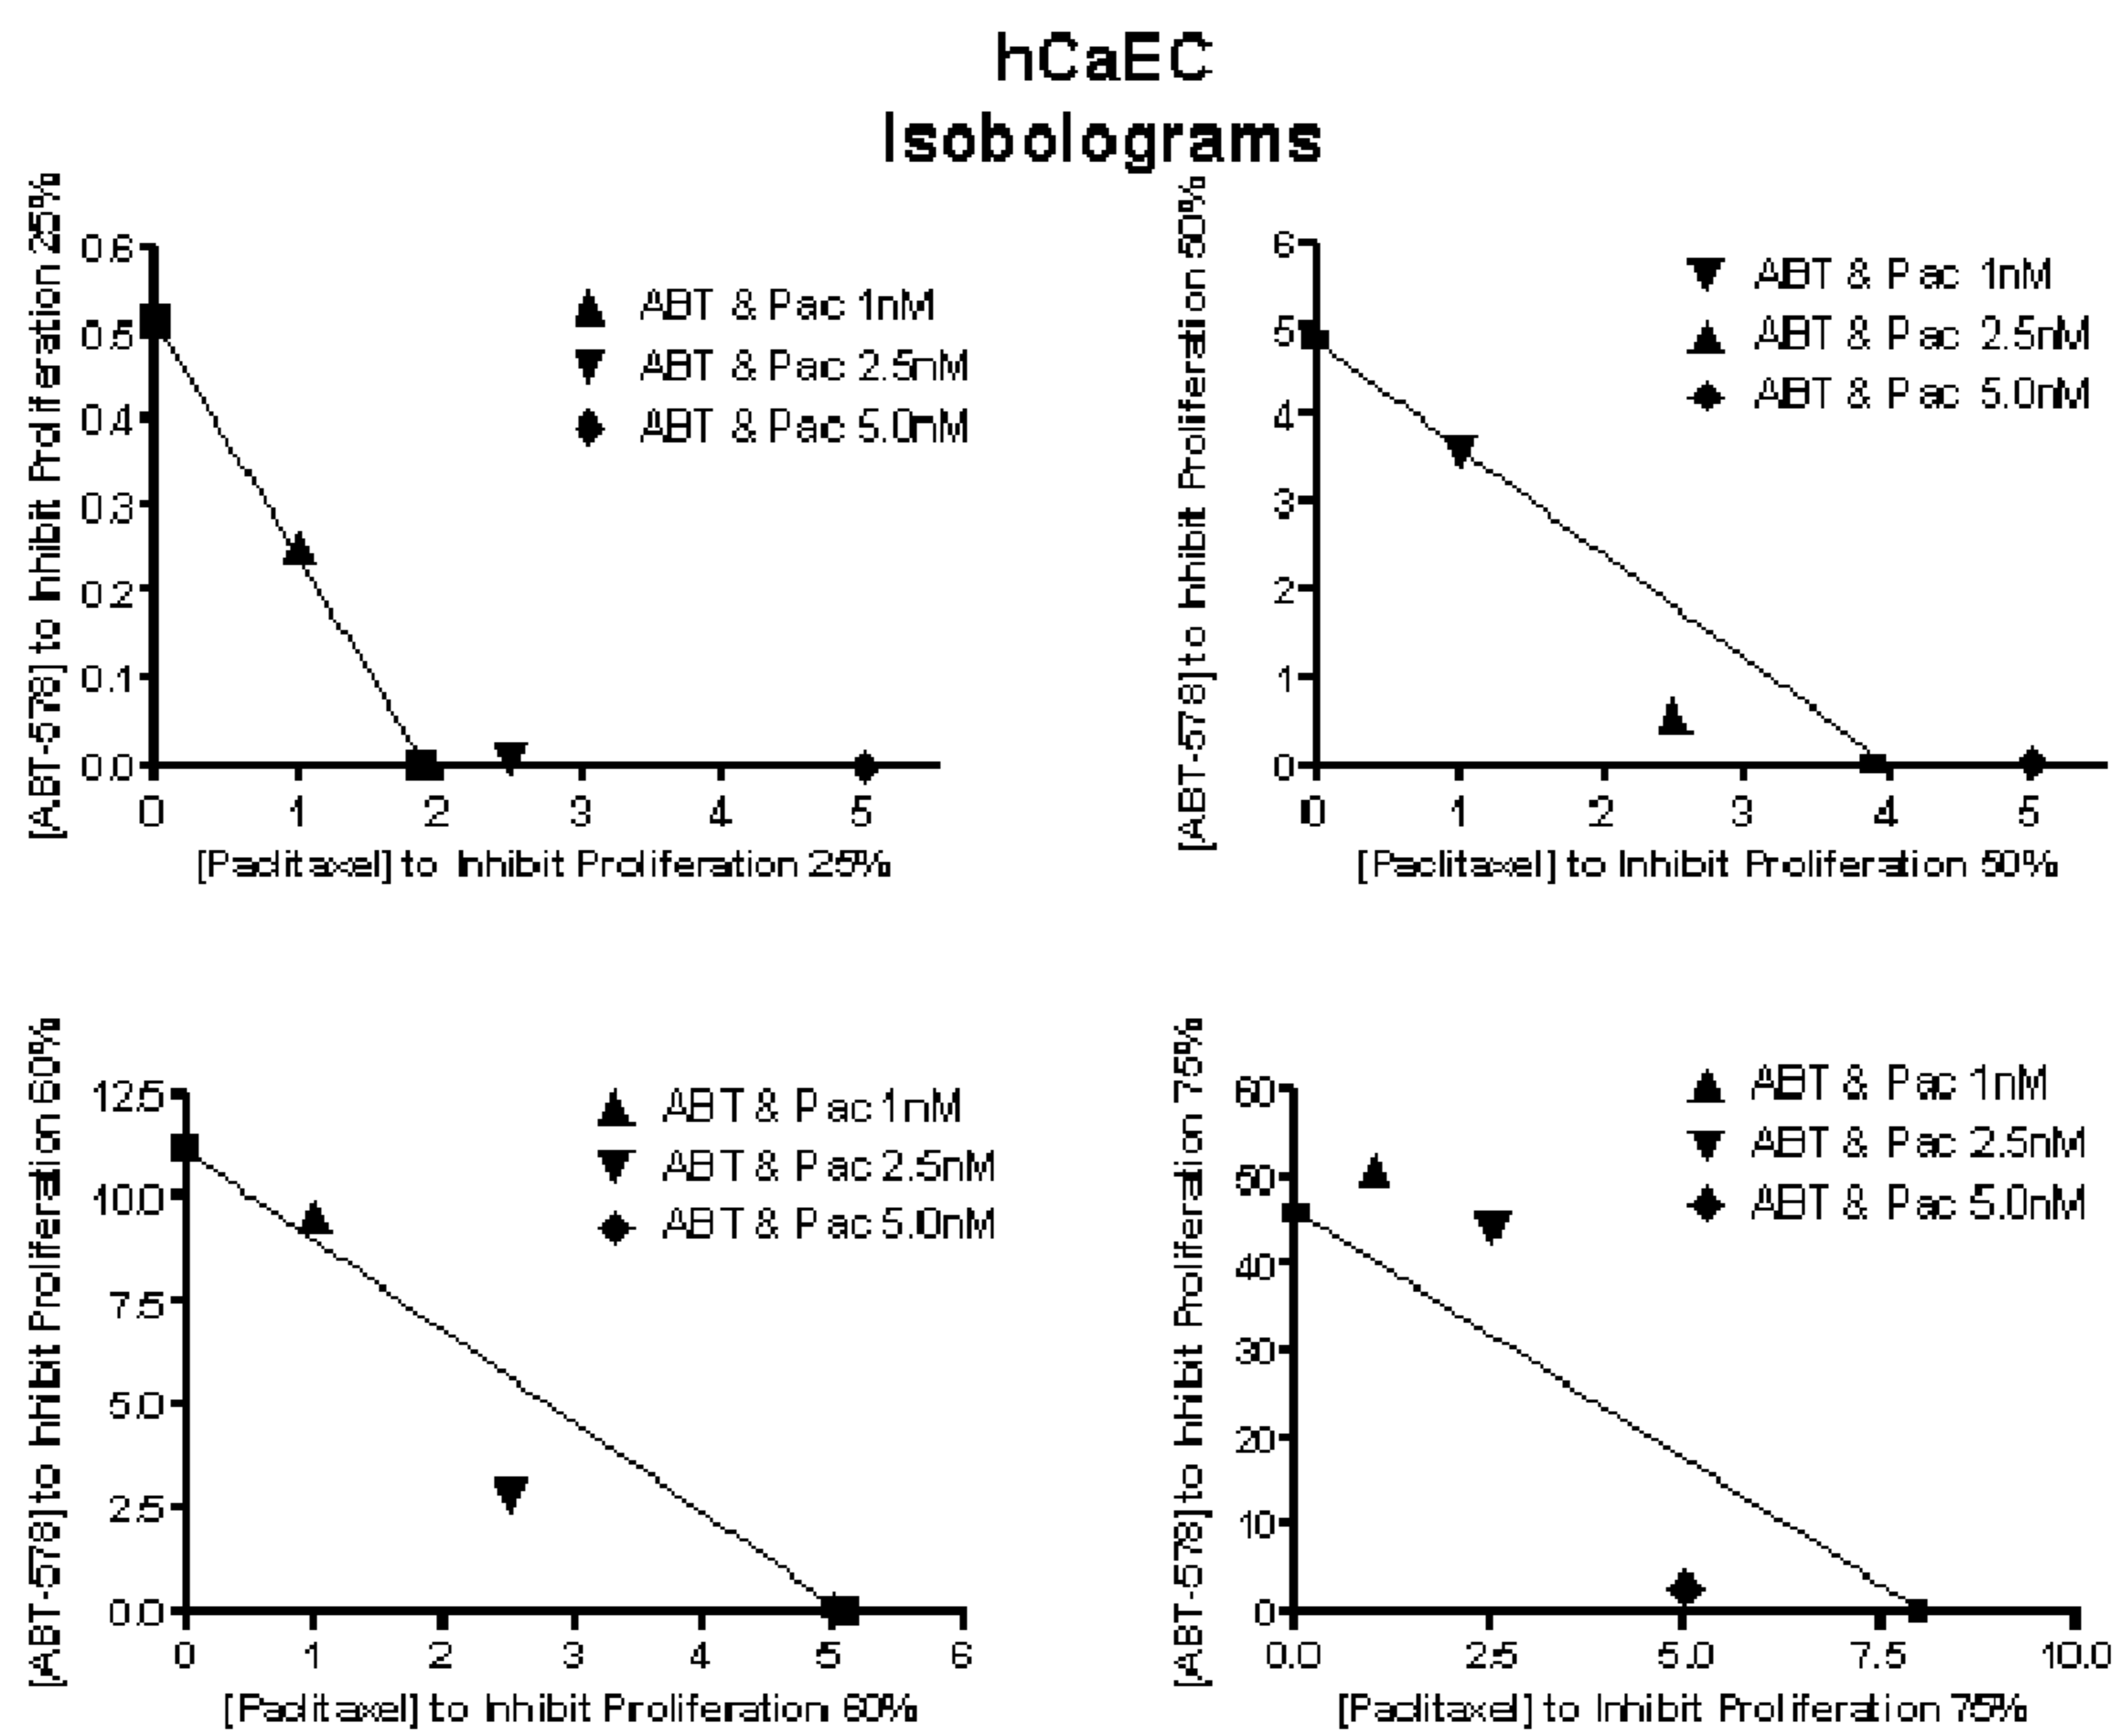 hCaEC
Isobolograms
[ABT-578] to Inhibit Proliferation 25%
0.6
0.5
0.4
0.3
0.2
0.1
0.0
0 1 2 3 4 5
[Paclitaxel] to Inhibit Proliferation 25%
ABT & Pac 1nM
ABT & Pac 2.5nM
ABT & Pac 5.0nM
[ABT-578] to Inhibit Proliferation 50%
6
5
4
3
2
1
0
0 1 2 3 4 5
[Paclitaxel] to Inhibit Proliferation 50%
ABT & Pac 1nM
ABT & Pac 2.5nM
ABT & Pac 5.0nM
[ABT-578] to Inhibit Proliferation 60%
12.5
10.0
7.5
5.0
2.5
0.0
0 1 2 3 4 5 6
[Paclitaxel] to Inhibit Proliferation 60%
ABT & Pac 1nM
ABT & Pac 2.5nM
ABT & Pac 5.0nM
[ABT-578] to Inhibit Proliferation 75%
60
50
40
30
20
10
0
0.0 2.5 5.0 7.5 10.0
[Paclitaxel] to Inhibit Proliferation 75%
ABT & Pac 1nM
ABT & Pac 2.5nM
ABT & Pac 5.0nM